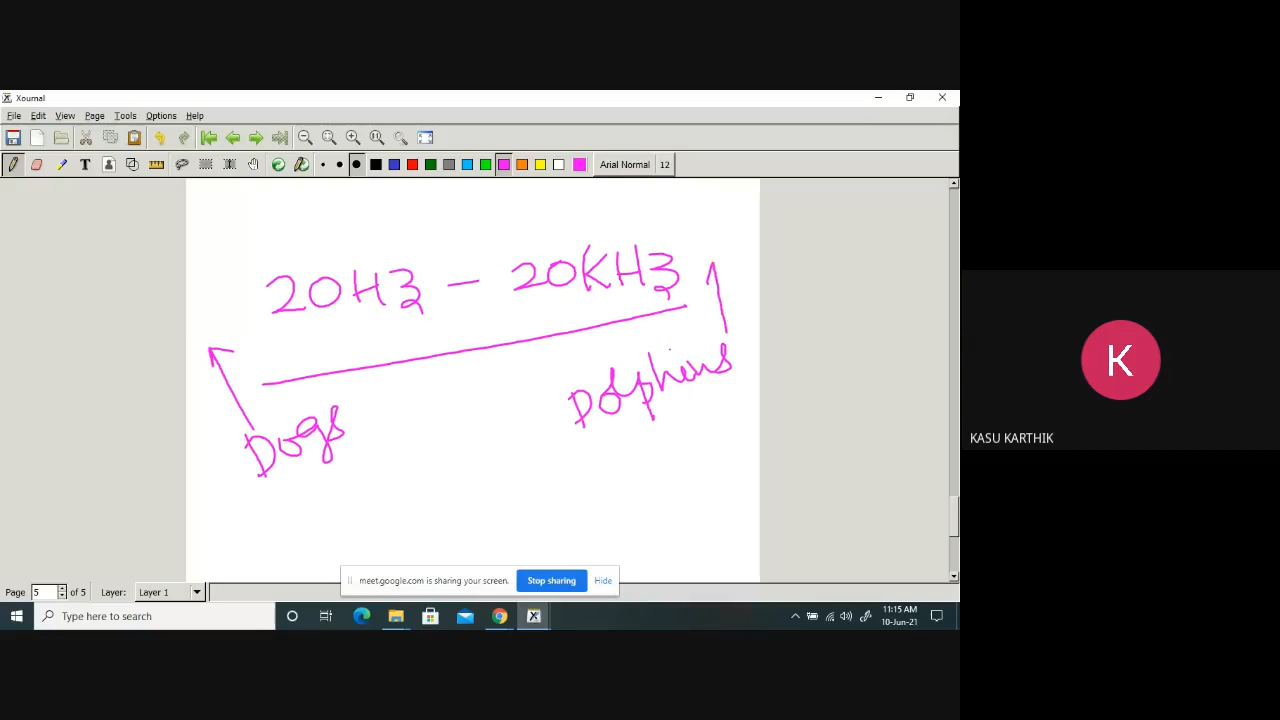 Xournal
File Edit View Page Tools Options Help
Arial Normal 12
20Hz - 20KHz
Dogs
Dolphens
meet.google.com is sharing your screen. Stop sharing Hide
Page 5 of 5 Layer: Layer 1
Type here to search
11:15 AM
10-Jun-21
K
KASU KARTHIK